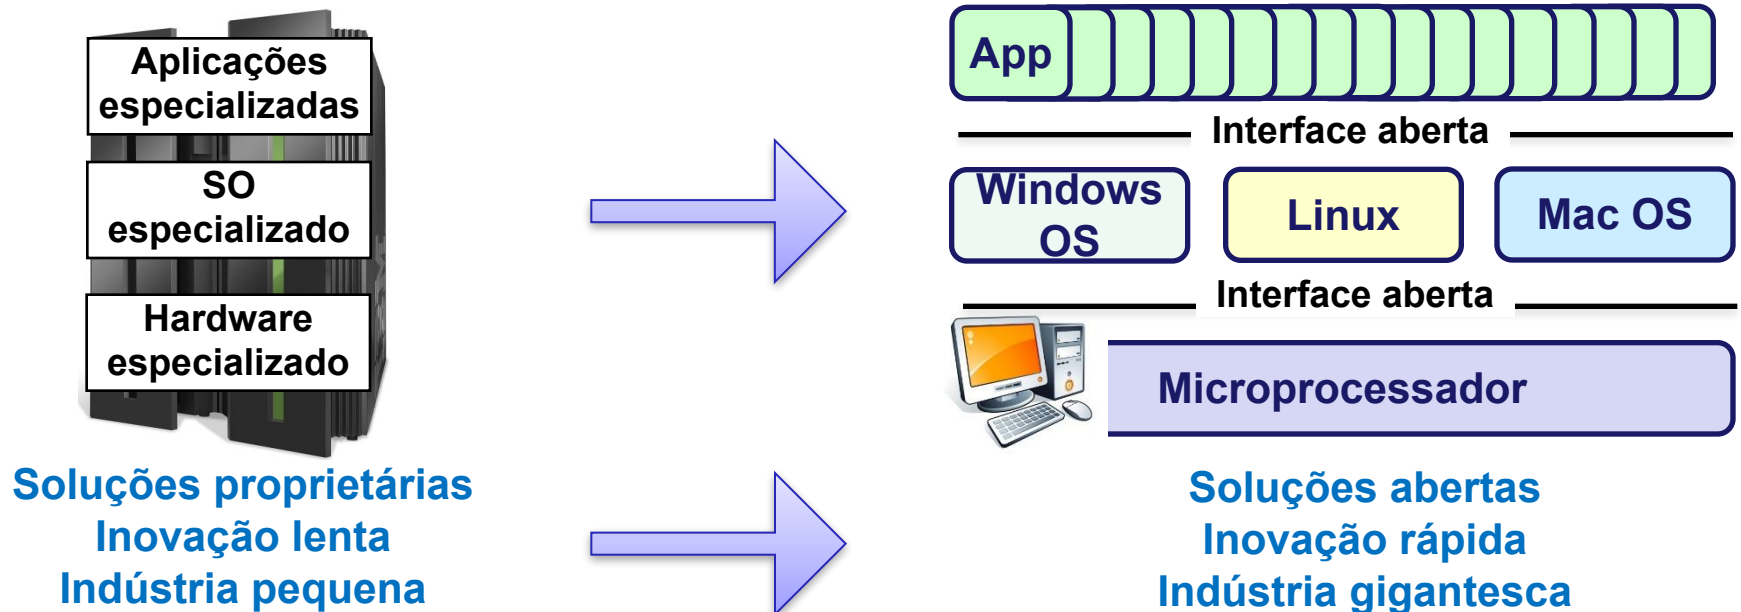 Aplicações
especializadas
SO
especializado
Hardware
especializado
Soluções proprietárias
Inovação lenta
Indústria pequena
App
Interface aberta
Windows
OS
Linux
Mac OS
Interface aberta
Microprocessador
Soluções abertas
Inovação rápida
Indústria gigantesca